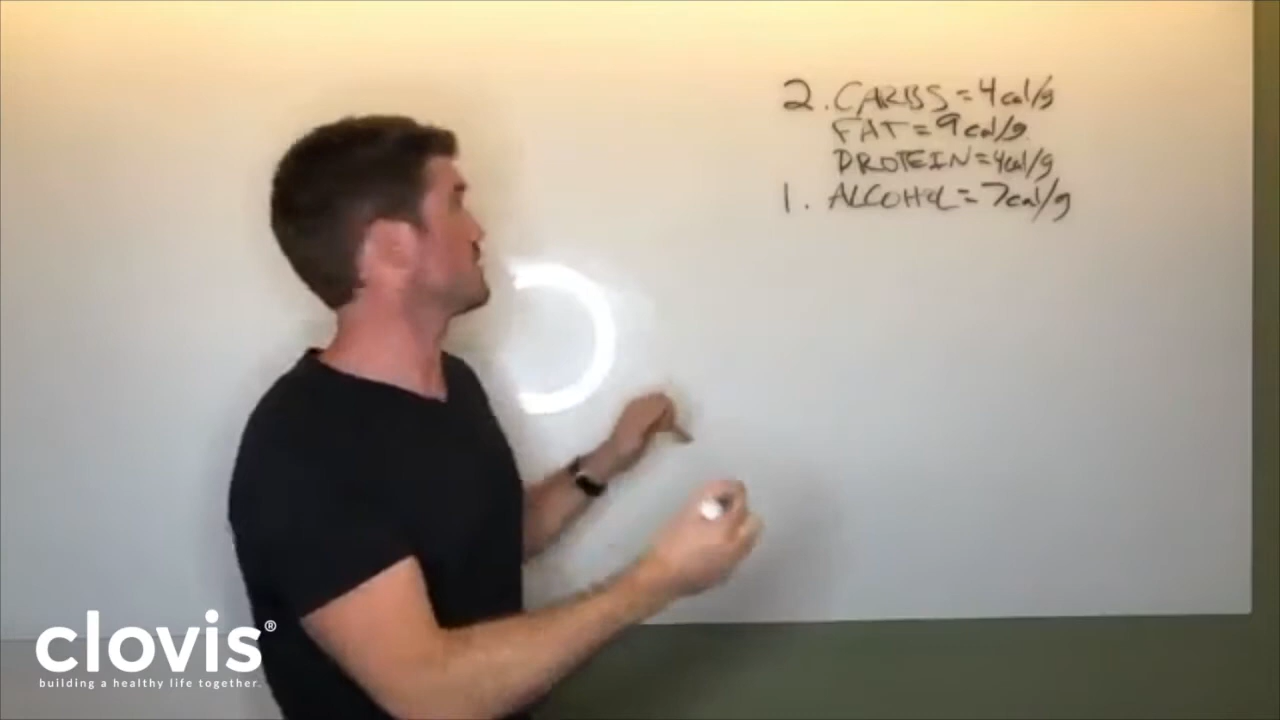 2. CARBS = 4cal/g
FAT = 9cal/g.
PROTEIN = 4cal/g
1. ALCOHOL = 7cal/g
clovis®
building a healthy life together.